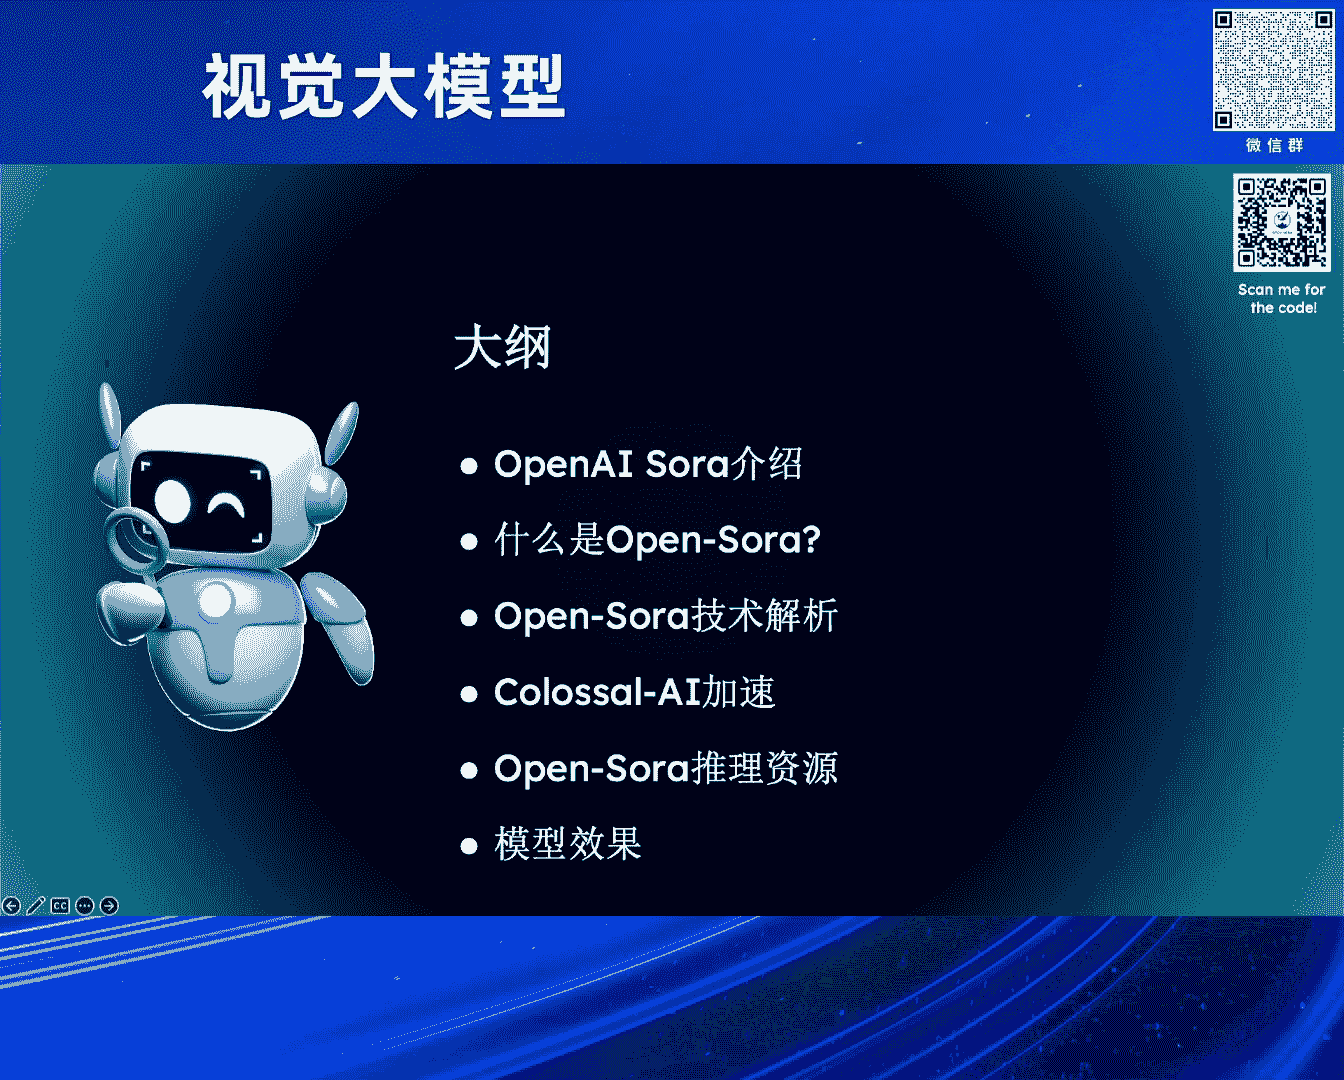 视觉大模型
微信群
Scan me for
the code!
大纲
● OpenAI Sora介绍
● 什么是Open-Sora?
● Open-Sora技术解析
● Colossal-AI加速
● Open-Sora推理资源
● 模型效果
CC